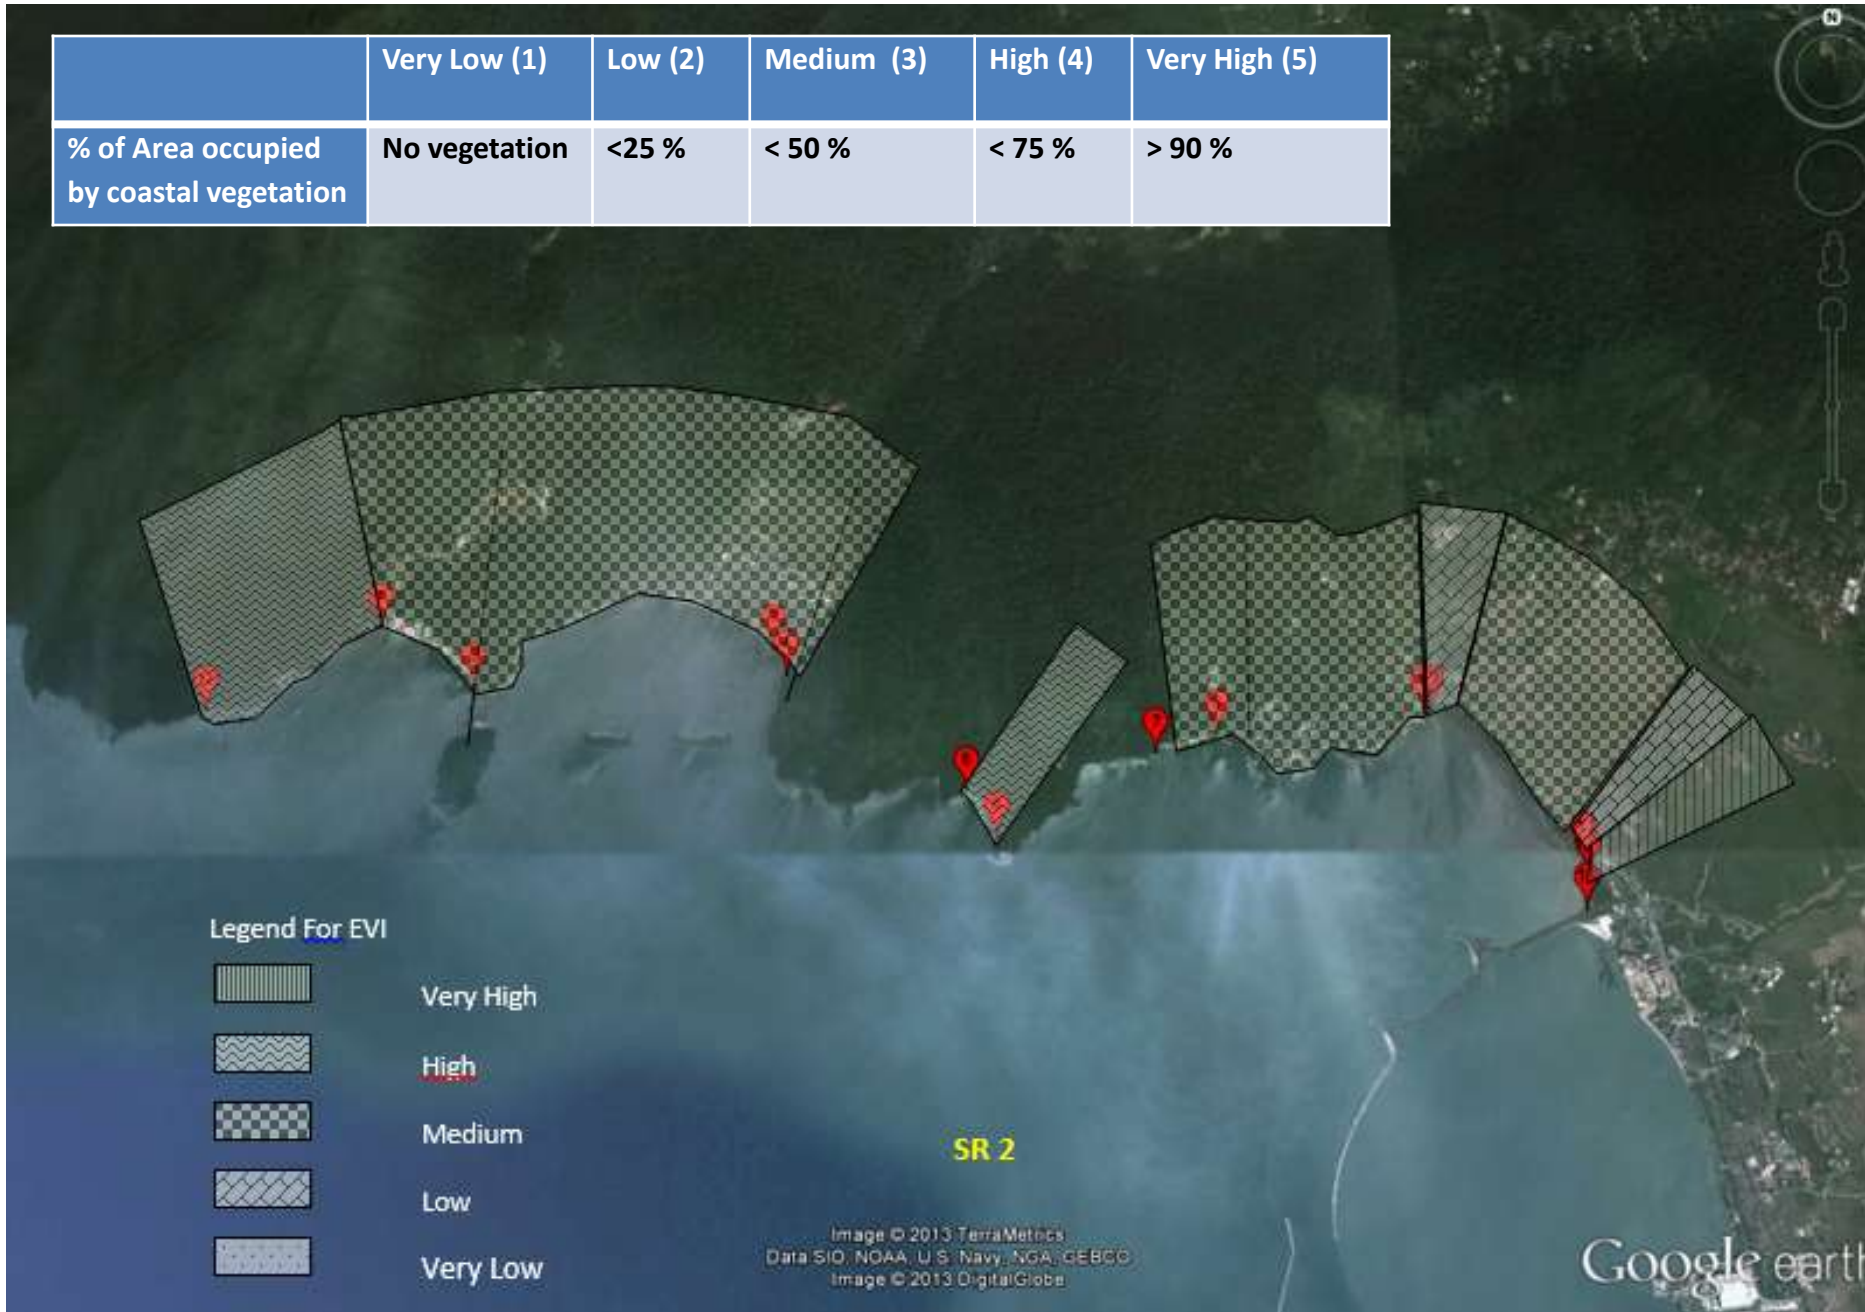 Very Low (1) Low (2) Medium (3) High (4) Very High (5)
% of Area occupied by coastal vegetation No vegetation <25 % < 50 % < 75 % > 90 %
N
7
Legend For EVI
Very High
High
Medium
Low
Very Low
SR 2
Image © 2013 TerraMetrics
Data SIO, NOAA, U.S. Navy, NGA, GEBCO
Image © 2013 DigitalGlobe
Google earth